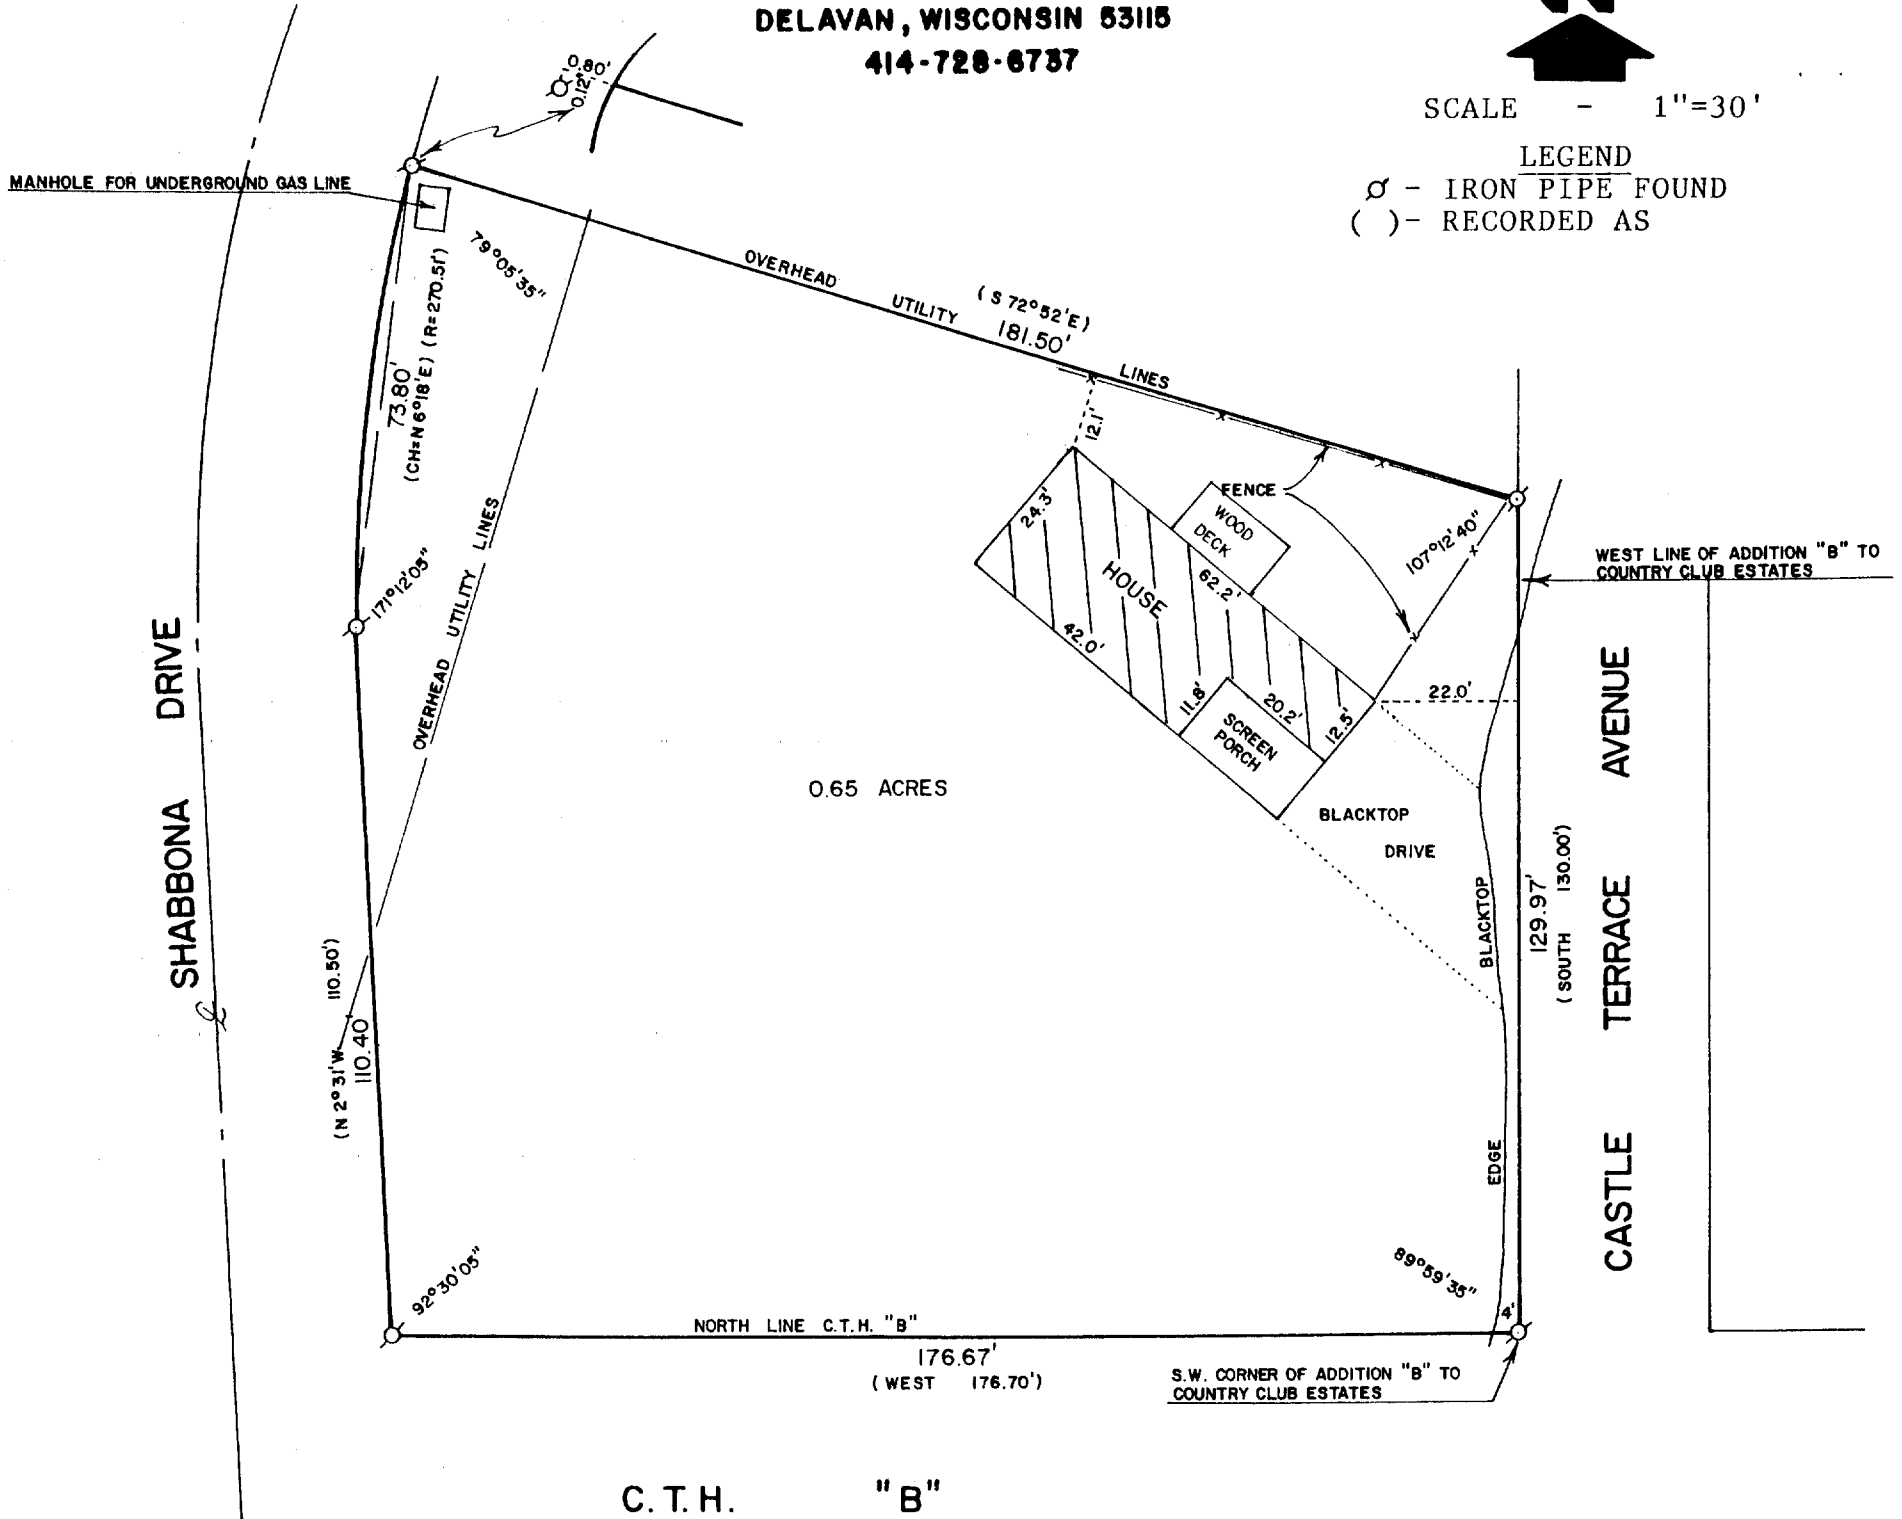 DELAVAN, WISCONSIN 53115
414-728-6737
SCALE - 1"=30'
LEGEND
Ø - IRON PIPE FOUND
( )- RECORDED AS
0.80'
0.12'
MANHOLE FOR UNDERGROUND GAS LINE
79°05'35"
OVERHEAD UTILITY LINES
(S 72°52'E)
181.50'
73.80'
(CH=N6°18'E) (R=270.51')
12.1'
FENCE
WOOD
DECK
24.3'
HOUSE
62.2'
42.0'
107°12'40"
WEST LINE OF ADDITION "B" TO
COUNTRY CLUB ESTATES
171°12'05"
OVERHEAD UTILITY LINES
SHABBONA DRIVE
22.0'
11.8'
20.2'
12.5'
SCREEN
PORCH
0.65 ACRES
BLACKTOP
DRIVE
BLACKTOP EDGE
129.97'
(SOUTH 130.00')
CASTLE TERRACE AVENUE
(N 2°31'W 110.50')
110.40'
92°30'05"
89°59'35"
4'
NORTH LINE C.T.H. "B"
176.67'
(WEST 176.70')
S.W. CORNER OF ADDITION "B" TO
COUNTRY CLUB ESTATES
C.T.H. "B"